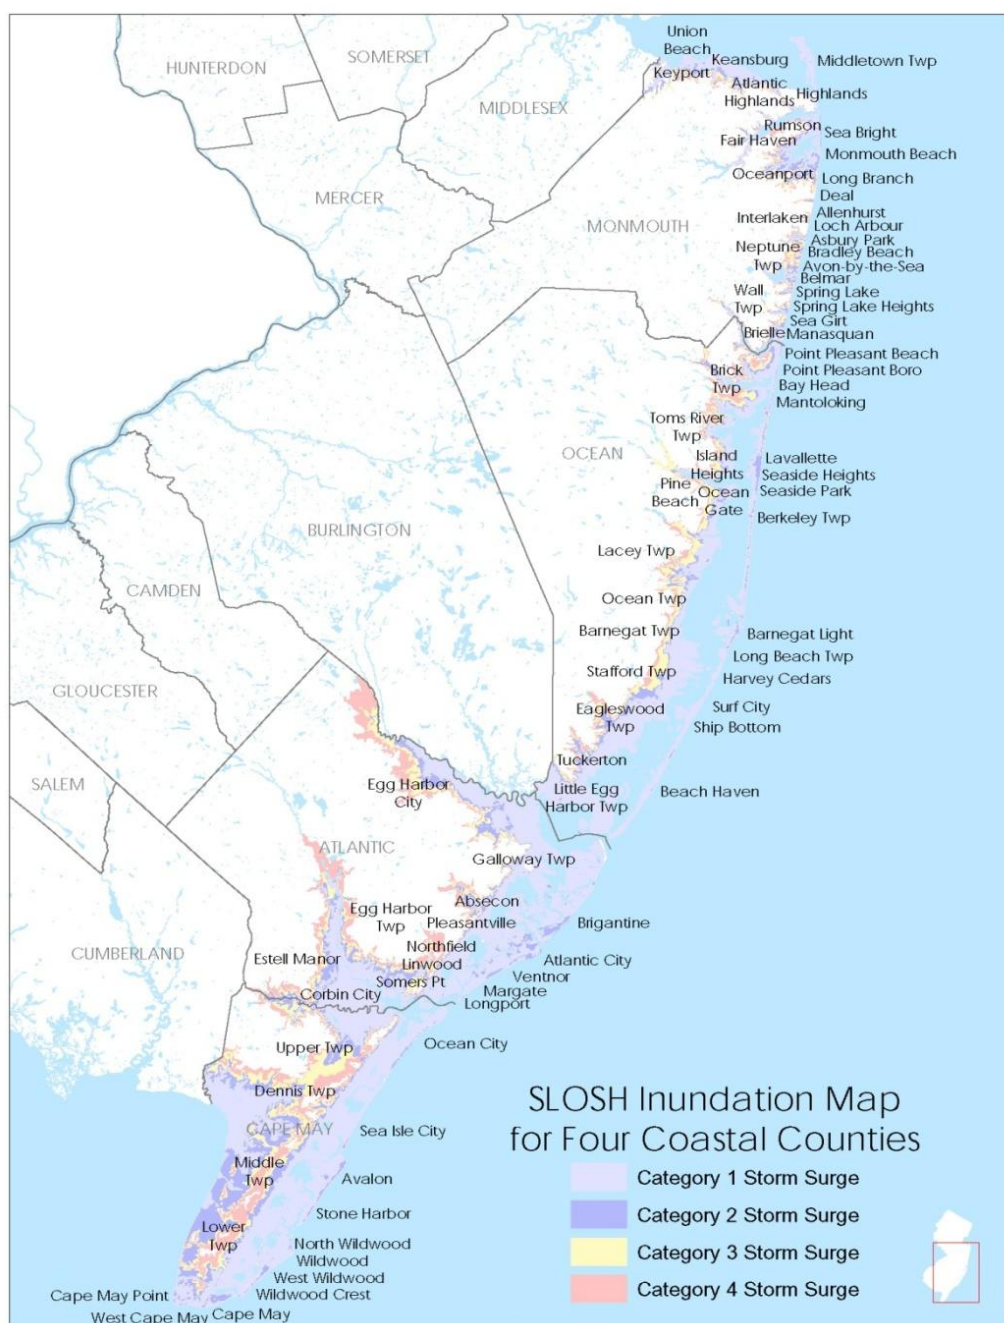 Union
Beach
Keansburg
Keyport
Atlantic
Highlands
Highlands
Middletown Twp
HUNTERDON
SOMERSET
MIDDLESEX
MERCER
MONMOUTH
Rumson
Fair Haven
Sea Bright
Monmouth Beach
Oceanport
Long Branch
Deal
Interlaken
Allenhurst
Loch Arbour
Asbury Park
Neptune
Twp
Bradley Beach
Avon-by-the-Sea
Belmar
Wall
Twp
Spring Lake
Spring Lake Heights
Sea Girt
Brielle
Manasquan
Point Pleasant Beach
Point Pleasant Boro
Brick
Twp
Bay Head
Mantoloking
Toms River
Twp
OCEAN
Island
Heights
Lavallette
Seaside Heights
Pine
Beach
Ocean
Gate
Seaside Park
Berkeley Twp
BURLINGTON
Lacey Twp
CAMDEN
Ocean Twp
Barnegat Twp
Barnegat Light
Long Beach Twp
Stafford Twp
Harvey Cedars
GLOUCESTER
Eagleswood
Twp
Surf City
Ship Bottom
Tuckerton
SALEM
Egg Harbor
City
Little Egg
Harbor Twp
Beach Haven
ATLANTIC
Galloway Twp
Egg Harbor
Twp
Absecon
Pleasantville
Brigantine
CUMBERLAND
Northfield
Linwood
Estell Manor
Atlantic City
Somers Pt
Ventnor
Corbin City
Margate
Longport
Upper Twp
Ocean City
Dennis Twp
CAPE MAY
Sea Isle City
Middle
Twp
Avalon
Stone Harbor
Lower
Twp
North Wildwood
Wildwood
West Wildwood
Cape May Point
Wildwood Crest
West Cape May
Cape May
SLOSH Inundation Map
for Four Coastal Counties
Category 1 Storm Surge
Category 2 Storm Surge
Category 3 Storm Surge
Category 4 Storm Surge